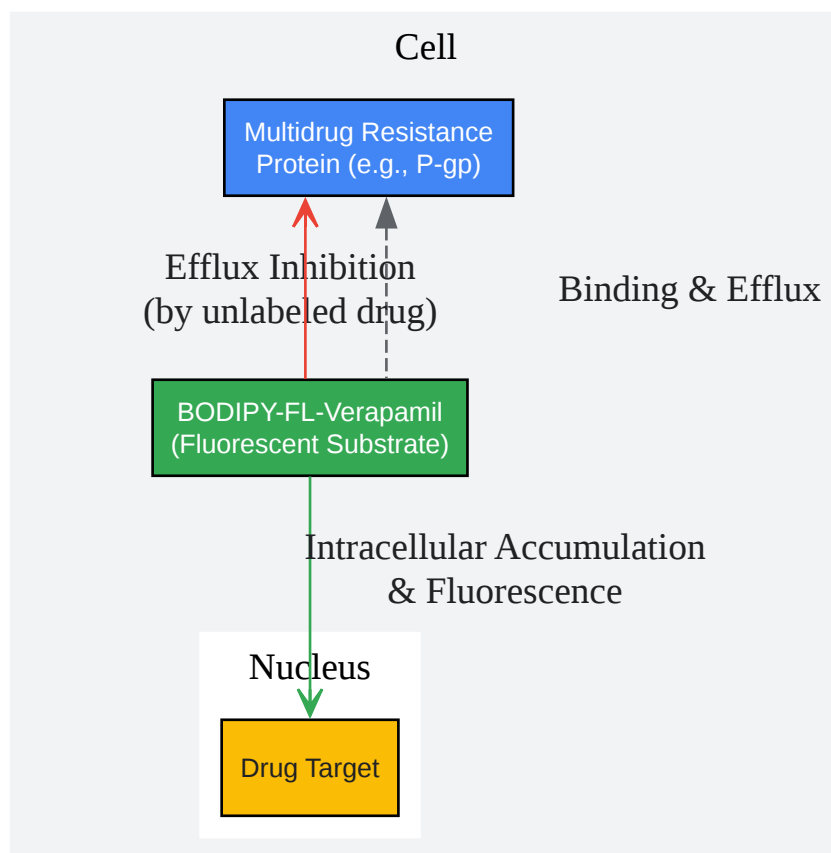 Cell
Multidrug Resistance
Protein (e.g., P-gp)
Efflux Inhibition
(by unlabeled drug)
Binding & Efflux
BODIPY-FL-Verapamil
(Fluorescent Substrate)
Intracellular Accumulation
& Fluorescence
Nucleus
Drug Target